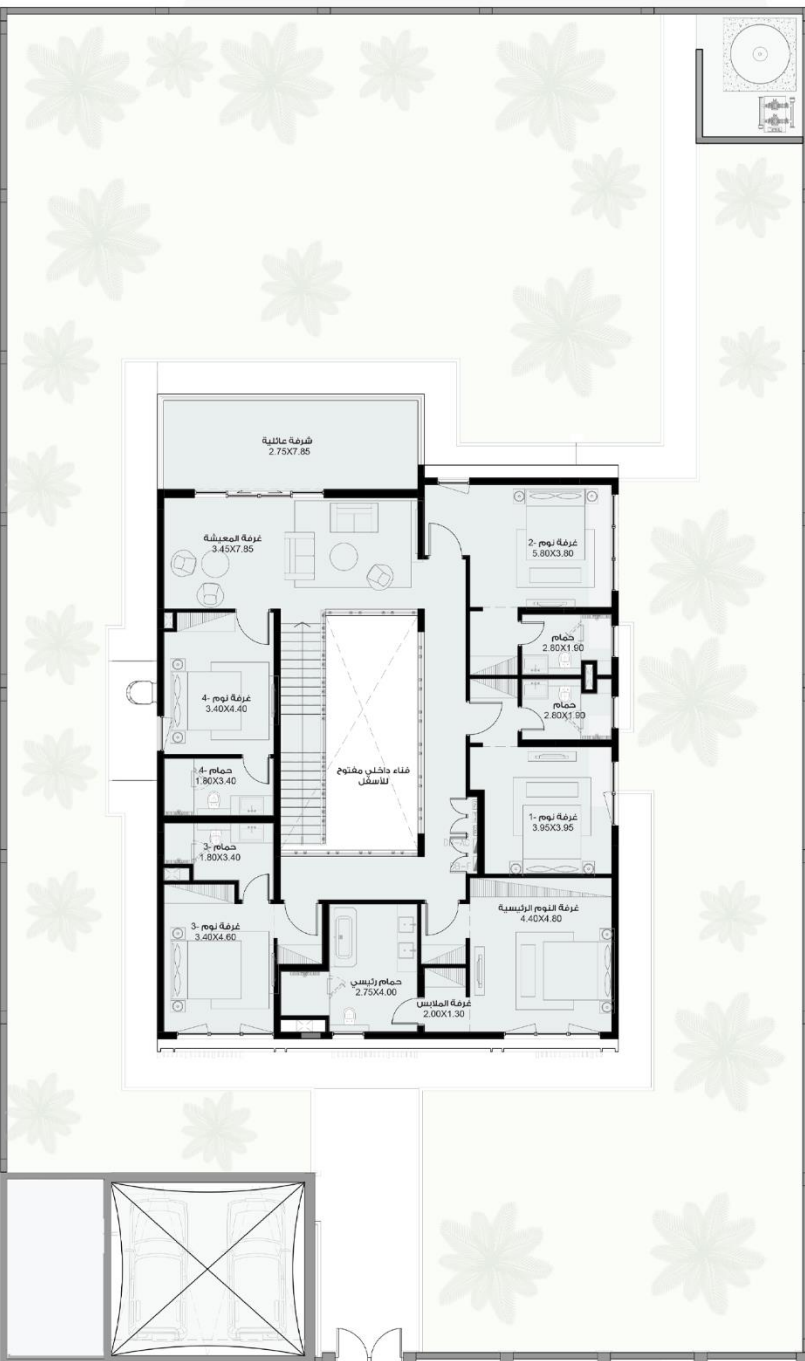 شرفة عائلية
2.75X7.85
غرفة المعيشة
3.45X7.85
غرفة نوم -2
5.80X3.80
حمام
2.80X1.90
غرفة نوم -4
3.40X4.40
حمام
2.80X1.90
فناء داخلي مفتوح
للأسفل
حمام -4
1.80X3.40
غرفة نوم -1
3.95X3.95
حمام -3
1.80X3.40
غرفة النوم الرئيسية
4.40X4.80
غرفة نوم -3
3.40X4.60
حمام رئيسي
2.75X4.00
غرفة الملابس
2.00X1.30